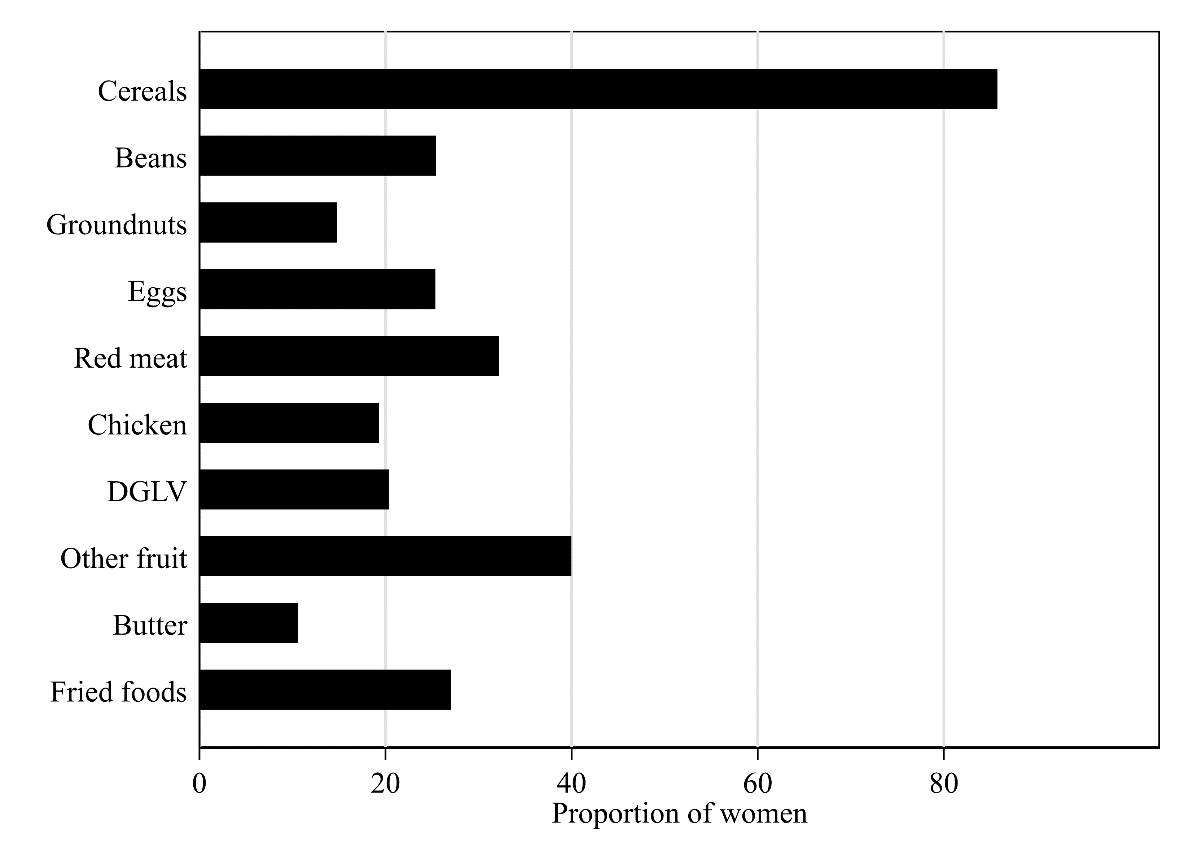 Cereals
Beans
Groundnuts
Eggs
Red meat
Chicken
DGLV
Other fruit
Butter
Fried foods
0 20 40 60 80
Proportion of women